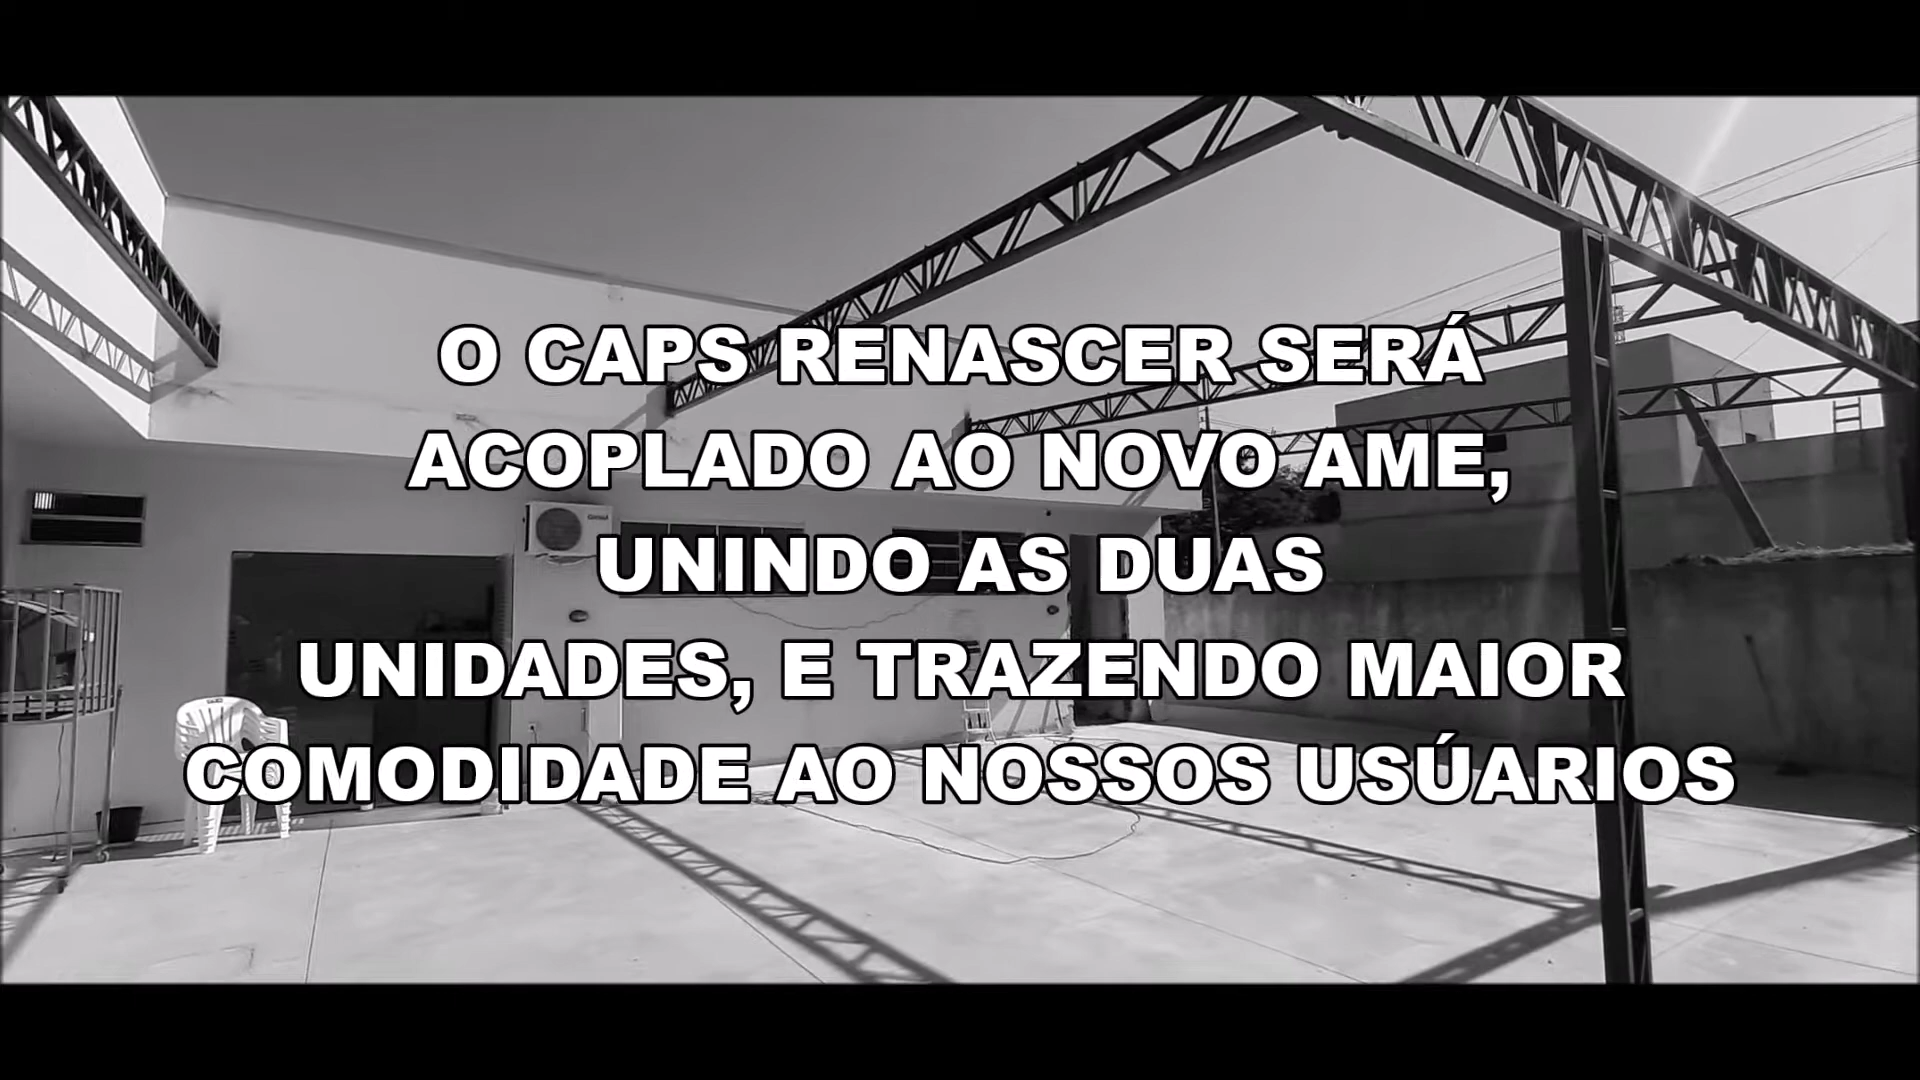 O CAPS RENASCER SERÁ
ACOPLADO AO NOVO AME,
UNINDO AS DUAS
UNIDADES, E TRAZENDO MAIOR
COMODIDADE AO NOSSOS USÚARIOS